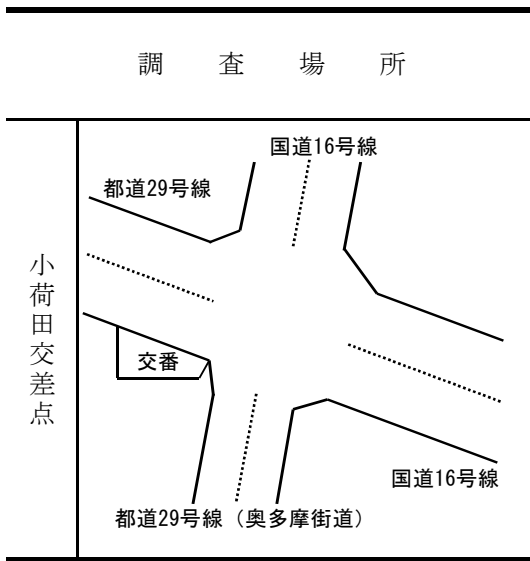 調査場所
小荷田交差点
国道16号線
都道29号線
交番
国道16号線
都道29号線（奥多摩街道）